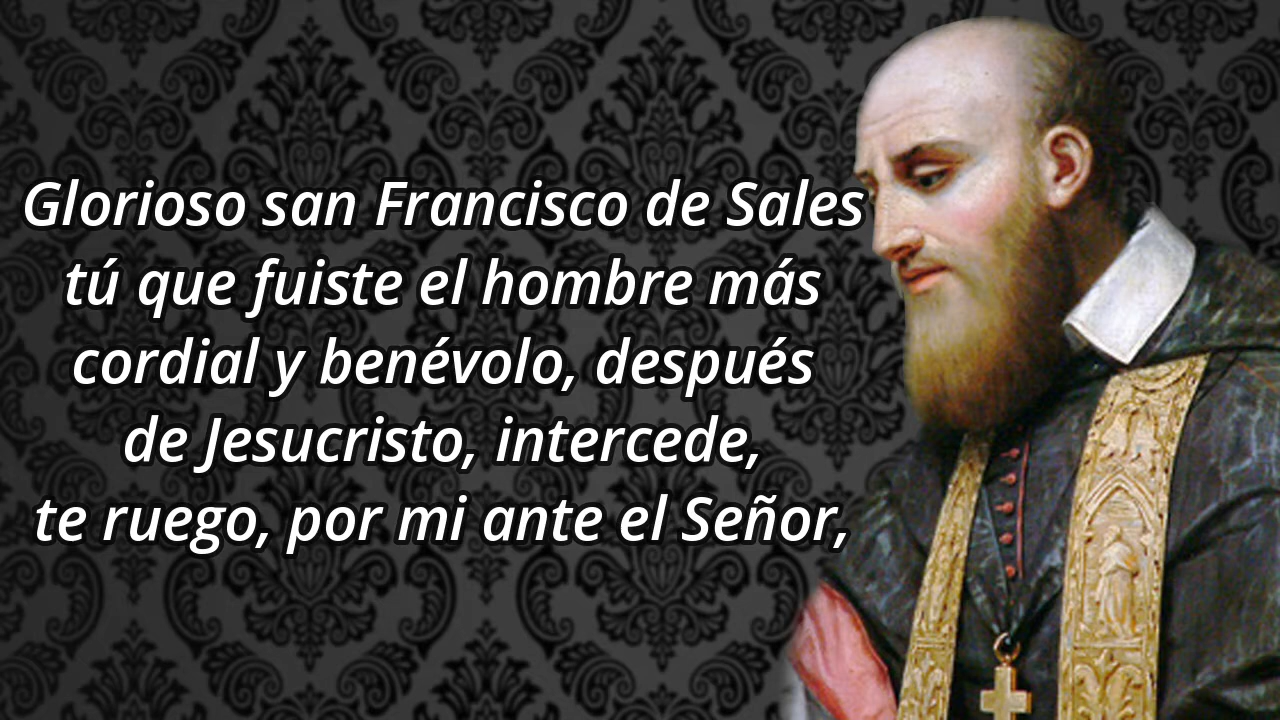 Glorioso san Francisco de Sales
tú que fuiste el hombre más
cordial y benévolo, después
de Jesucristo, intercede,
te ruego, por mi ante el Señor,